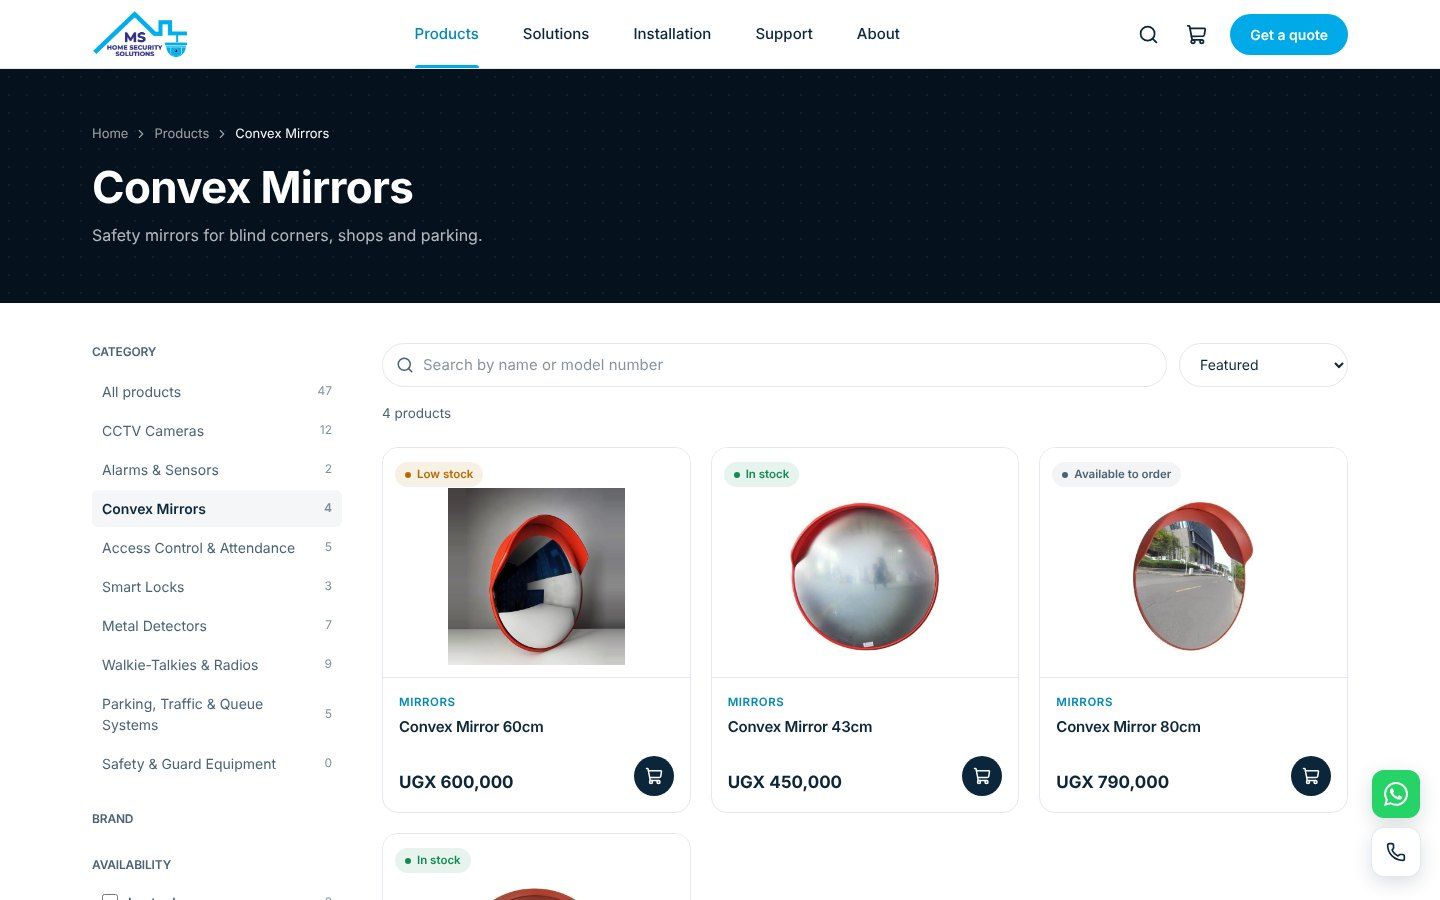 MS
HOME SECURITY
SOLUTIONS
Products
Solutions
Installation
Support
About
Get a quote
Home > Products > Convex Mirrors
Convex Mirrors
Safety mirrors for blind corners, shops and parking.
CATEGORY
All products 47
CCTV Cameras 12
Alarms & Sensors 2
Convex Mirrors 4
Access Control & Attendance 5
Smart Locks 3
Metal Detectors 7
Walkie-Talkies & Radios 9
Parking, Traffic & Queue
Systems 5
Safety & Guard Equipment 0
BRAND
AVAILABILITY
Search by name or model number
Featured
4 products
Low stock
MIRRORS
Convex Mirror 60cm
UGX 600,000
In stock
MIRRORS
Convex Mirror 43cm
UGX 450,000
Available to order
MIRRORS
Convex Mirror 80cm
UGX 790,000
In stock